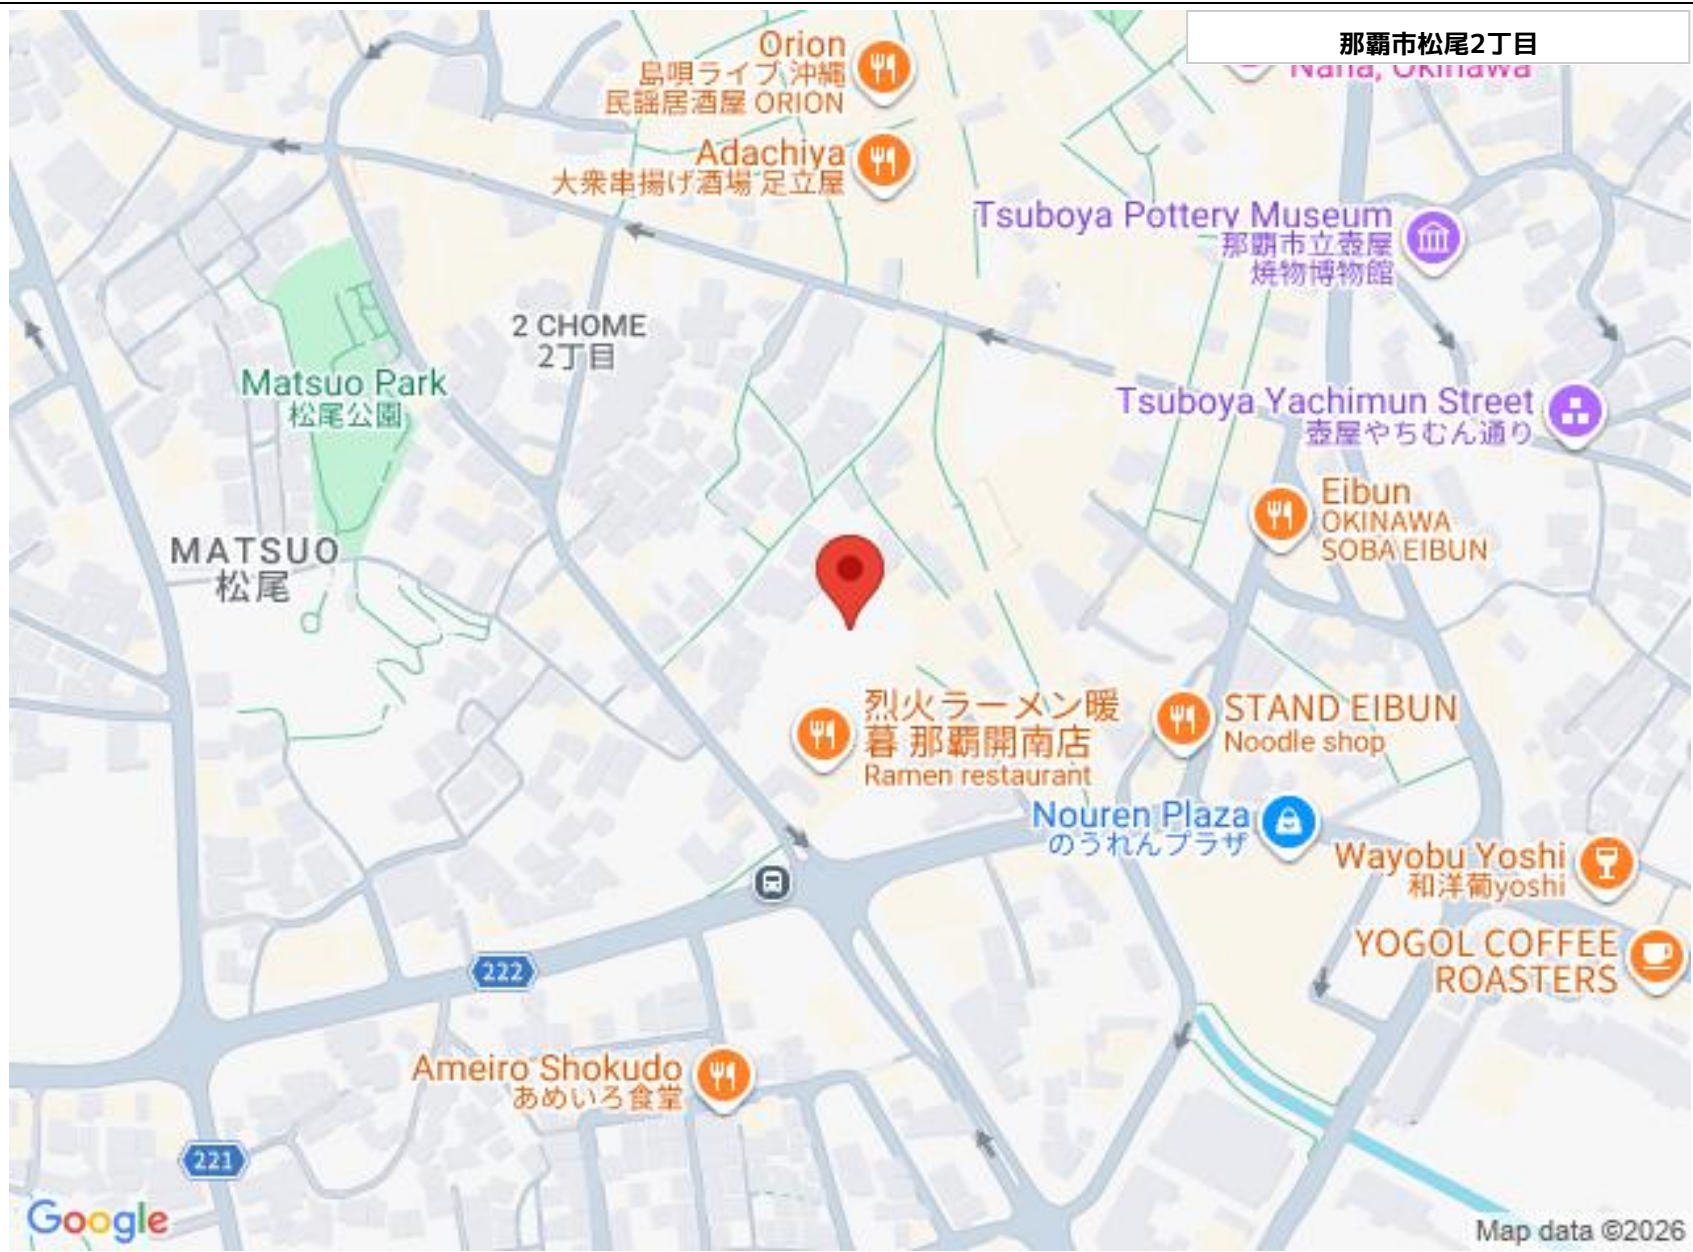 那覇市松尾2丁目
Naha, Okinawa
Orion
島唄ライブ 沖縄
民謡居酒屋 ORION
Adachiya
大衆串揚げ酒場 足立屋
Tsuboya Pottery Museum
那覇市立壺屋
焼物博物館
2 CHOME
2丁目
Matsuo Park
松尾公園
Tsuboya Yachimun Street
壺屋やちむん通り
Eibun
OKINAWA
SOBA EIBUN
MATSUO
松尾
烈火ラーメン暖
暮 那覇開南店
Ramen restaurant
STAND EIBUN
Noodle shop
Nouren Plaza
のうれんプラザ
Wayobu Yoshi
和洋葡yoshi
YOGOL COFFEE
ROASTERS
222
Ameiro Shokudo
あめいろ食堂
221
Google
Map data ©2026